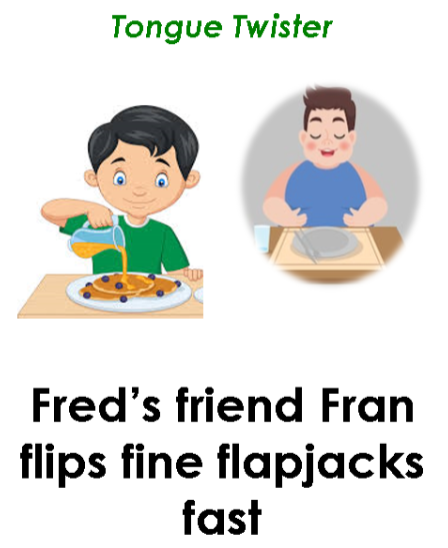 Tongue Twister
Fred’s friend Fran
flips fine flapjacks
fast